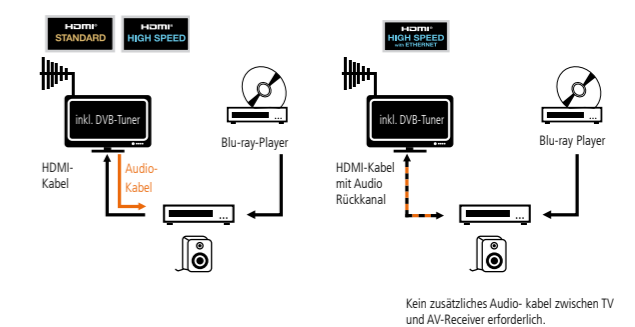 HDMI
STANDARD
HDMI
HIGH SPEED
inkl. DVB-Tuner
Blu-ray-Player
HDMI-
Kabel
Audio-
Kabel
HDMI
HIGH SPEED
with ETHERNET
inkl. DVB-Tuner
Blu-ray Player
HDMI-Kabel
mit Audio
Rückkanal
Kein zusätzliches Audio- kabel zwischen TV
und AV-Receiver erforderlich.